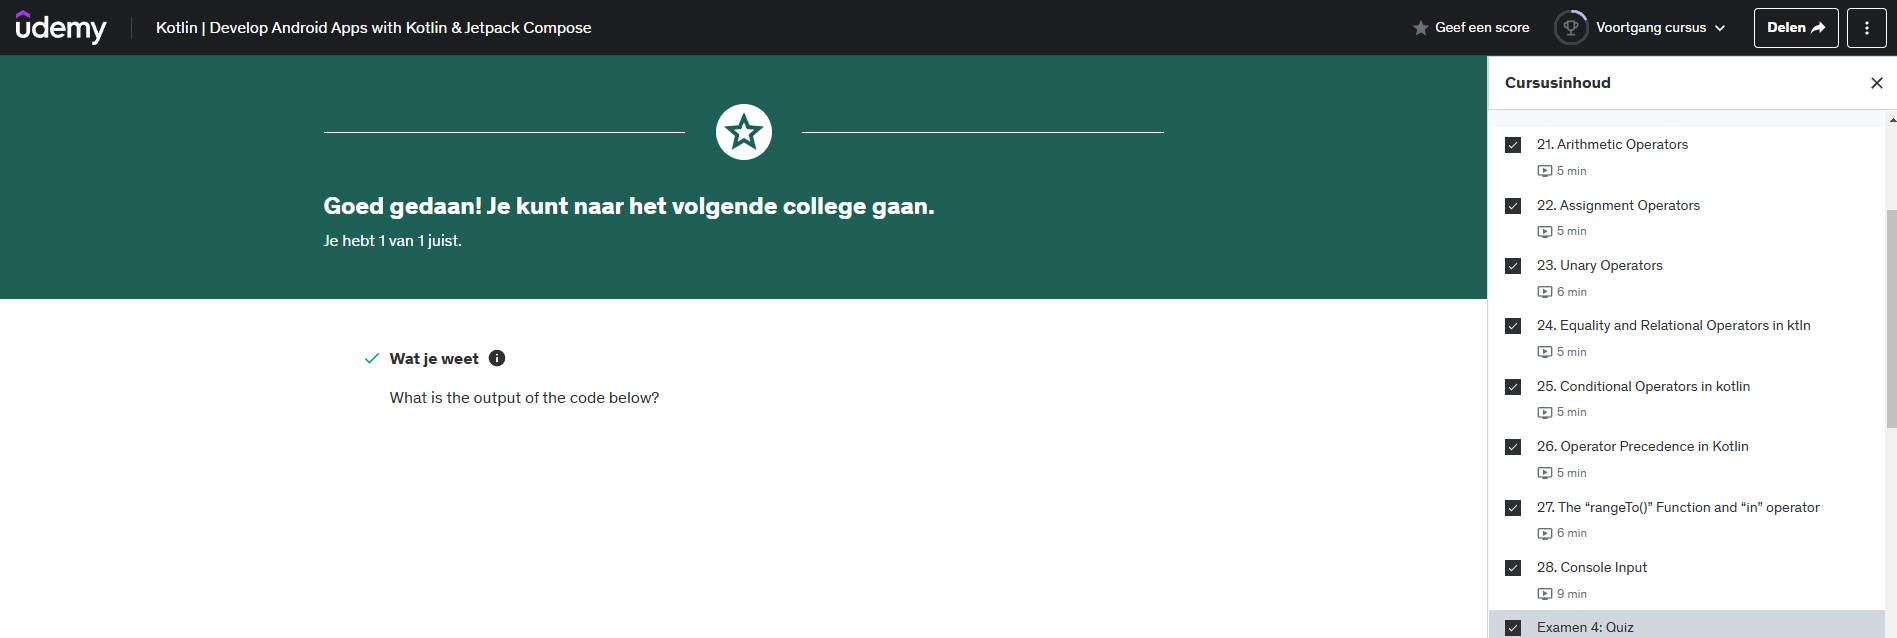 udemy
Kotlin | Develop Android Apps with Kotlin & Jetpack Compose
Geef een score
Voortgang cursus
Delen
Goed gedaan! Je kunt naar het volgende college gaan.
Je hebt 1 van 1 juist.
Wat je weet
What is the output of the code below?
Cursusinhoud
21. Arithmetic Operators
5 min
22. Assignment Operators
5 min
23. Unary Operators
6 min
24. Equality and Relational Operators in ktln
5 min
25. Conditional Operators in kotlin
5 min
26. Operator Precedence in Kotlin
5 min
27. The “rangeTo()” Function and “in” operator
6 min
28. Console Input
9 min
Examen 4: Quiz